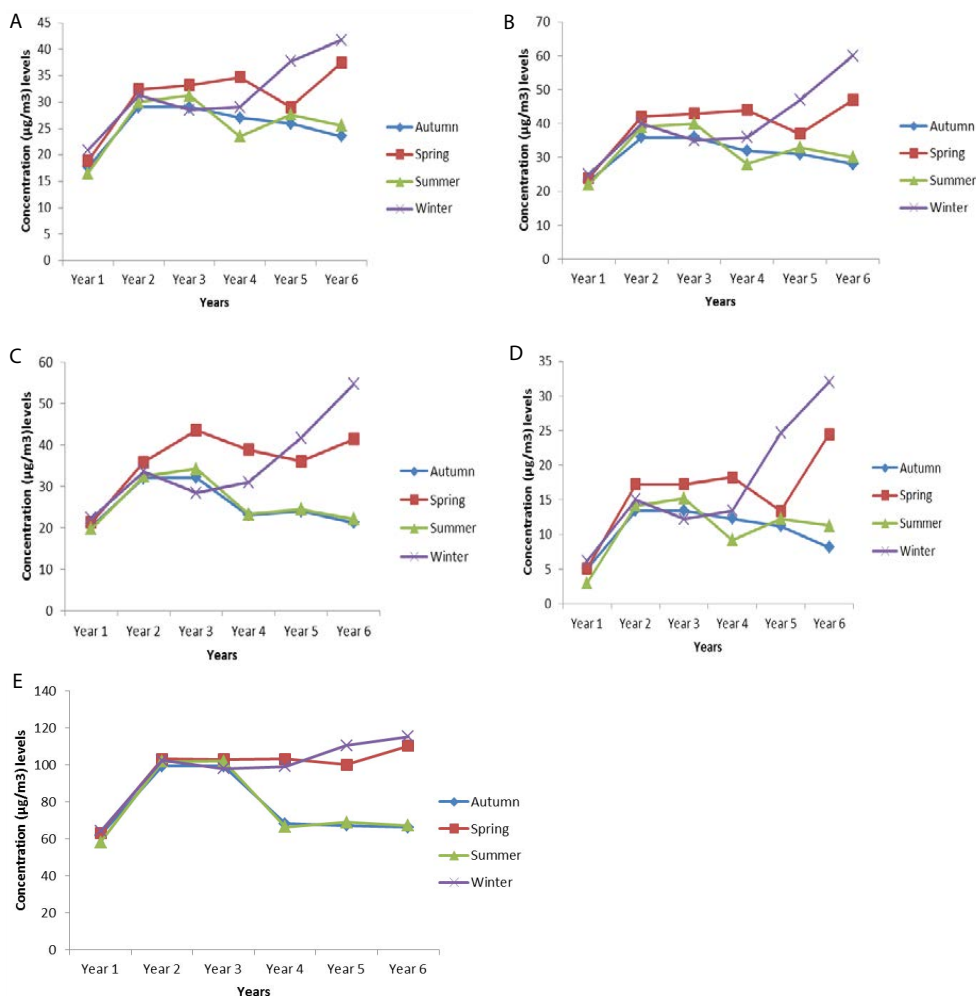 A
Concentration (µg/m3) levels
45
40
35
30
25
20
15
10
5
0
Year 1 Year 2 Year 3 Year 4 Year 5 Year 6
Years
Autumn
Spring
Summer
Winter
B
Concentration (µg/m3) levels
70
60
50
40
30
20
10
0
Year 1 Year 2 Year 3 Year 4 Year 5 Year 6
Years
Autumn
Spring
Summer
Winter
C
Concentration (µg/m3)levels
60
50
40
30
20
10
0
Year 1 Year 2 Year 3 Year 4 Year 5 Year 6
Years
Autumn
Spring
Summer
Winter
D
Concentration (µg/m3) levels
35
30
25
20
15
10
5
0
Year 1 Year 2 Year 3 Year 4 Year 5 Year 6
Years
Autumn
Spring
Summer
Winter
E
Concentration (µg/m3) levels
140
120
100
80
60
40
20
0
Year 1 Year 2 Year 3 Year 4 Year 5 Year 6
Years
Autumn
Spring
Summer
Winter